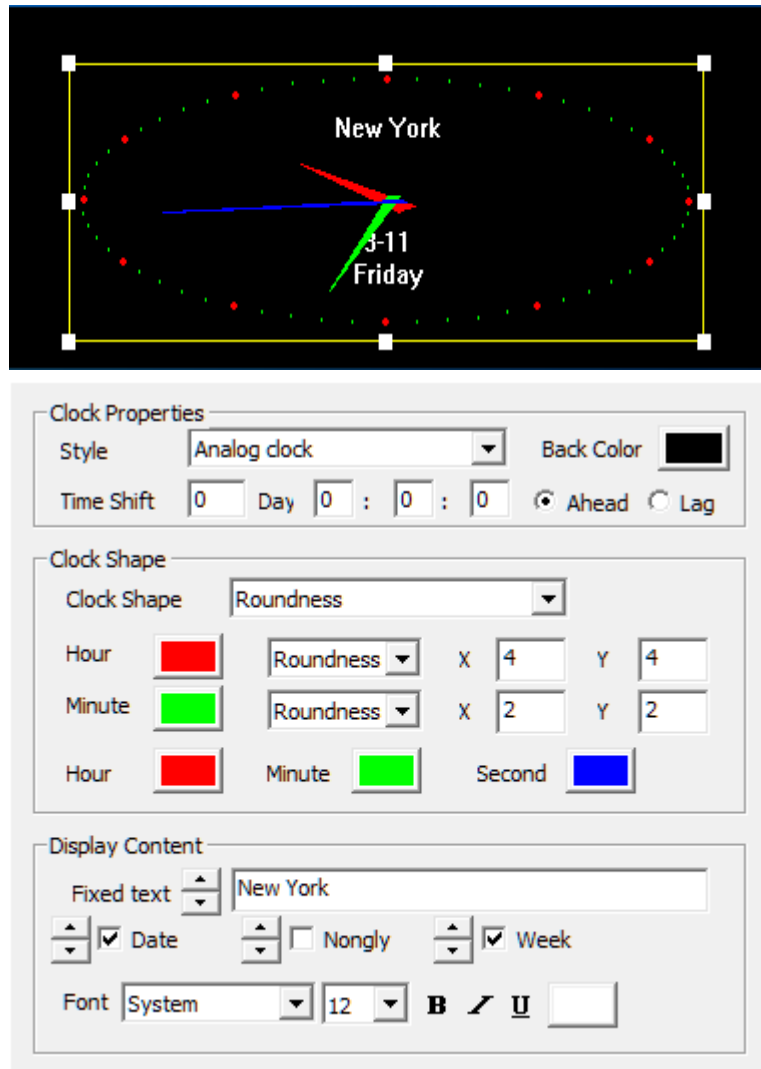 New York
3-11
Friday
Clock Properties
Style Analog clock Back Color
Time Shift 0 Day 0 : 0 : 0 Ahead Lag
Clock Shape
Clock Shape Roundness
Hour Roundness X 4 Y 4
Minute Roundness X 2 Y 2
Hour Minute Second
Display Content
Fixed text New York
Date Nongly Week
Font System 12 B I U